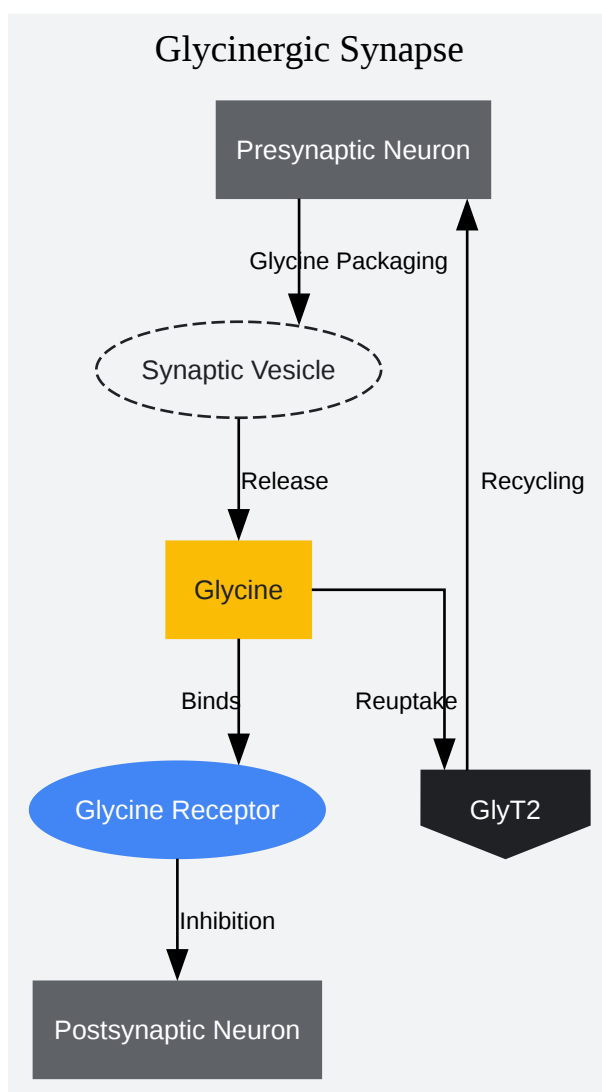 Glycinergic Synapse
Presynaptic Neuron
Glycine Packaging
Synaptic Vesicle
Release
Recycling
Glycine
Binds
Reuptake
Glycine Receptor
GlyT2
Inhibition
Postsynaptic Neuron